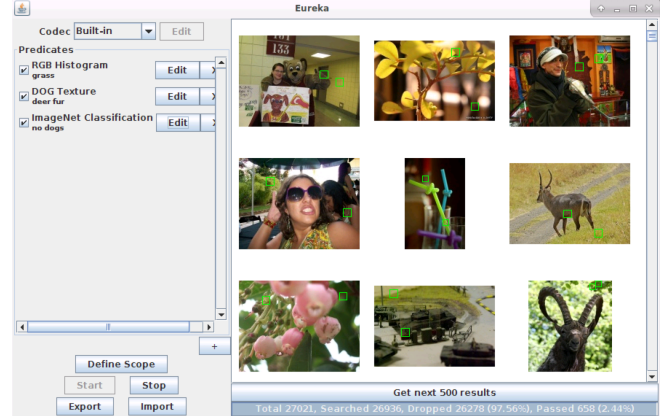 Eureka
Codec Built-in Edit
Predicates
RGB Histogram
grass
Edit X
DOG Texture
deer fur
Edit
ImageNet Classification
no dogs
Edit
+
Define Scope
Start Stop
Export Import
133
133
Get next 500 results
Total 27021, Searched 26936, Dropped 26278 (97.56%), Passed 658 (2.44%)